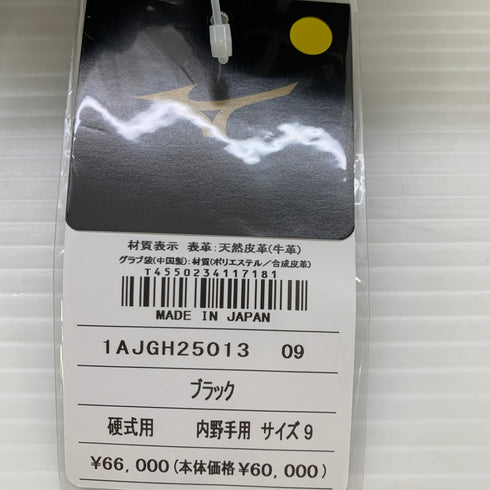 材質表示 表革:天然皮革(牛革)
グラブ袋(中国製):材質(ポリエステル/合成皮革)
T4550234117181
MADE IN JAPAN
1AJGH25013 09
ブラック
硬式用 内野手用 サイズ9
¥66,000(本体価格¥60,000)